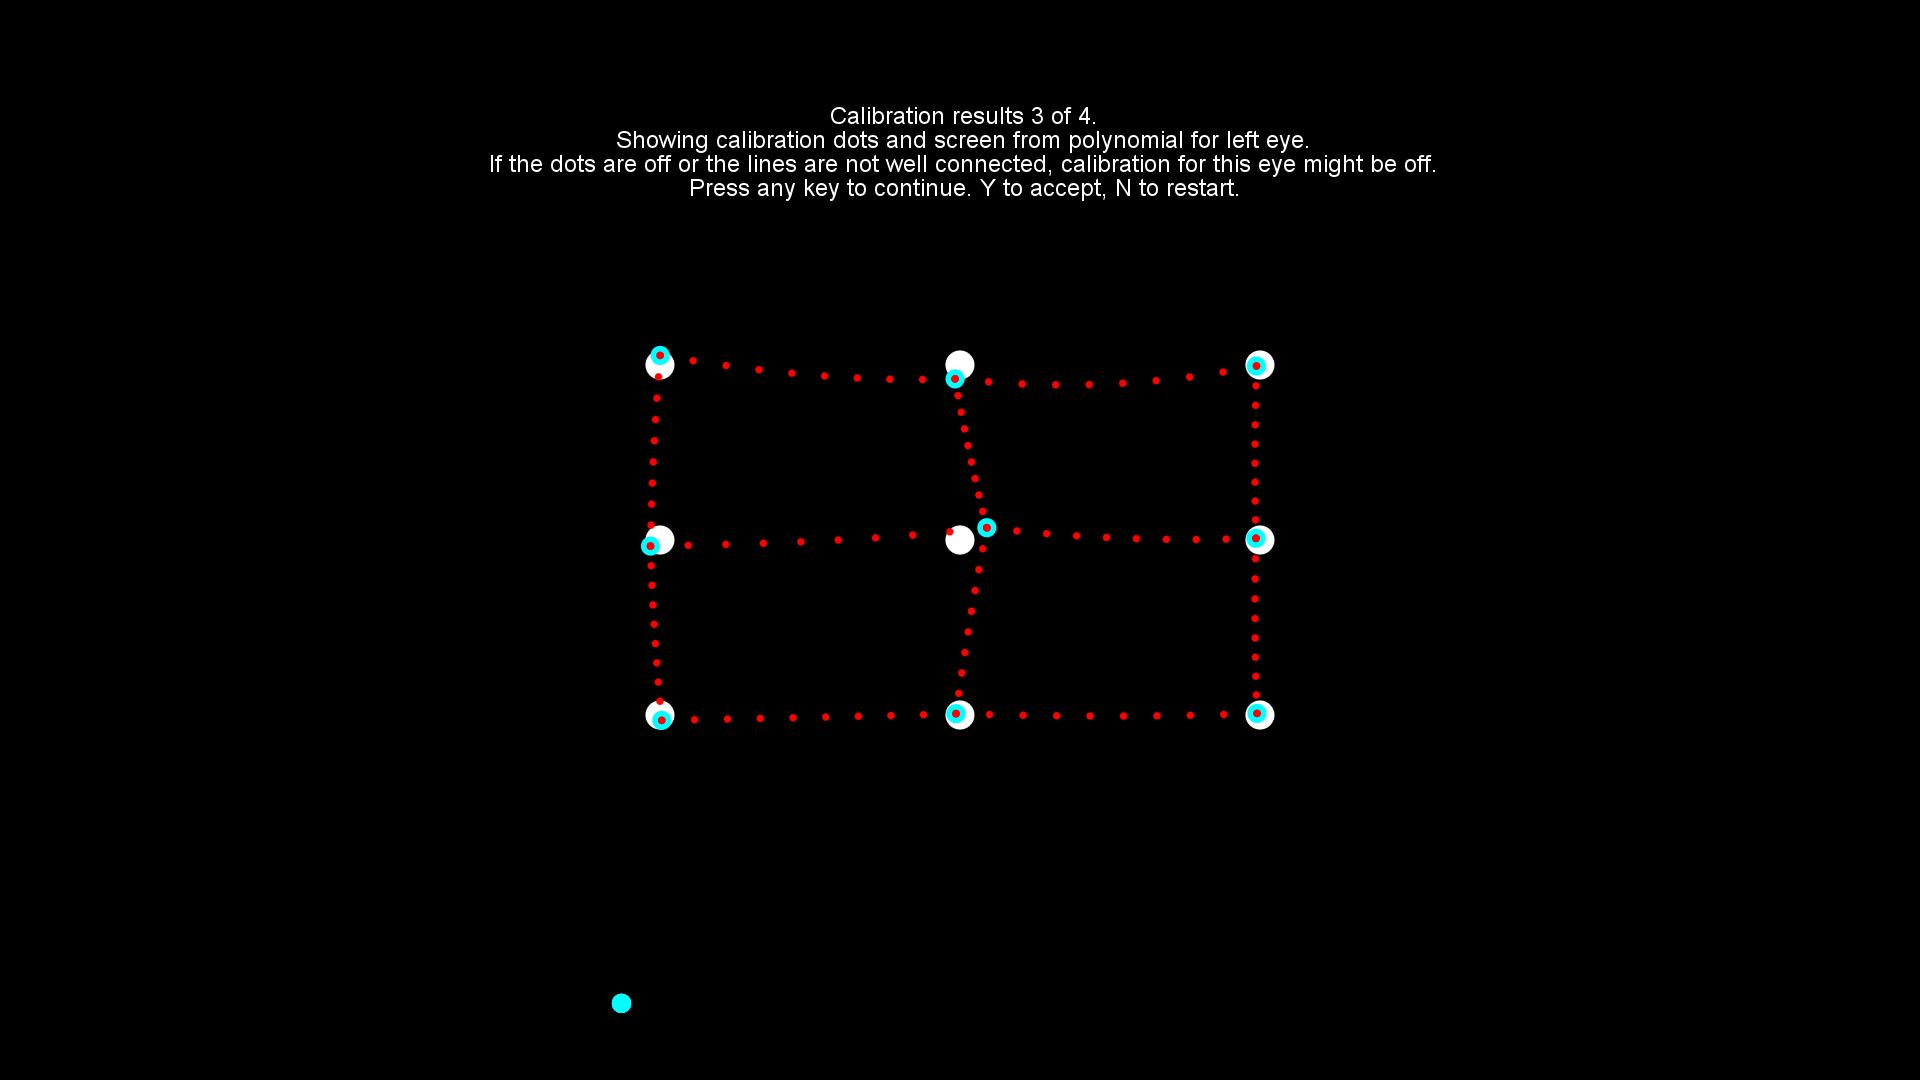 Calibration results 3 of 4.
Showing calibration dots and screen from polynomial for left eye.
If the dots are off or the lines are not well connected, calibration for this eye might be off.
Press any key to continue. Y to accept, N to restart.